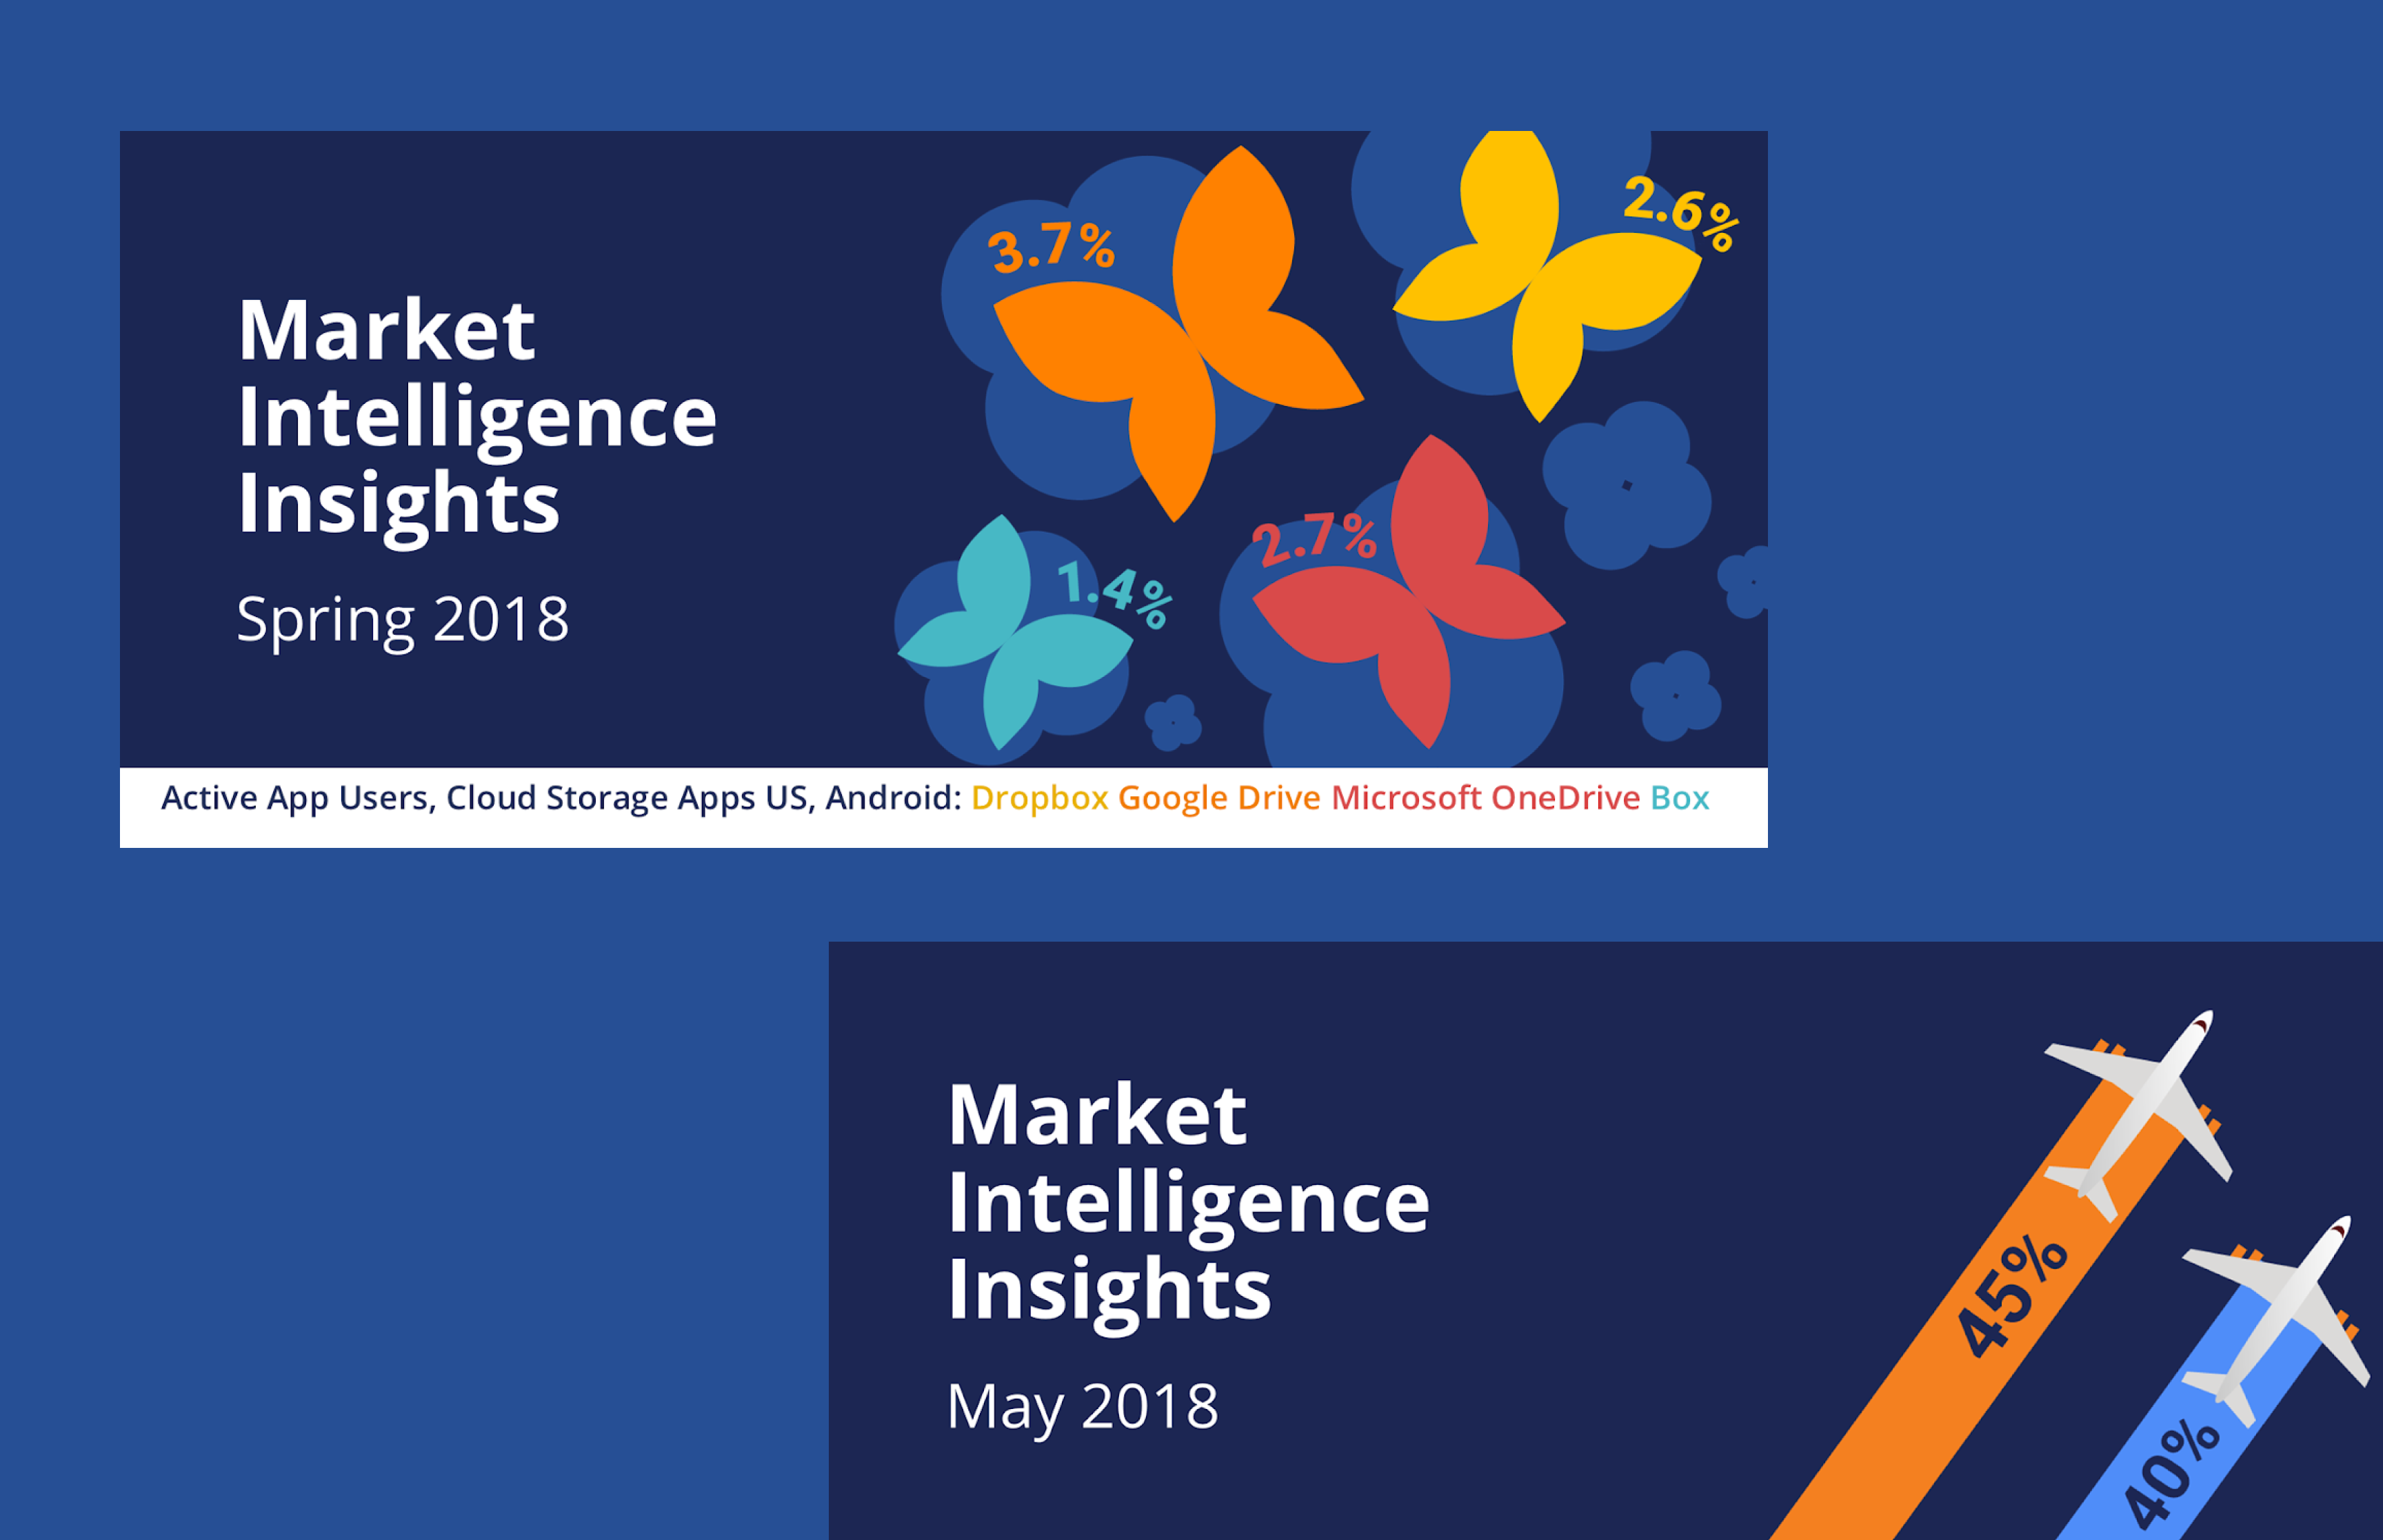 Market
Intelligence
Insights
Spring 2018
3.7%
2.6%
1.4%
2.7%
Active App Users, Cloud Storage Apps US, Android: Dropbox Google Drive Microsoft OneDrive Box
Market
Intelligence
Insights
May 2018
45%
40%